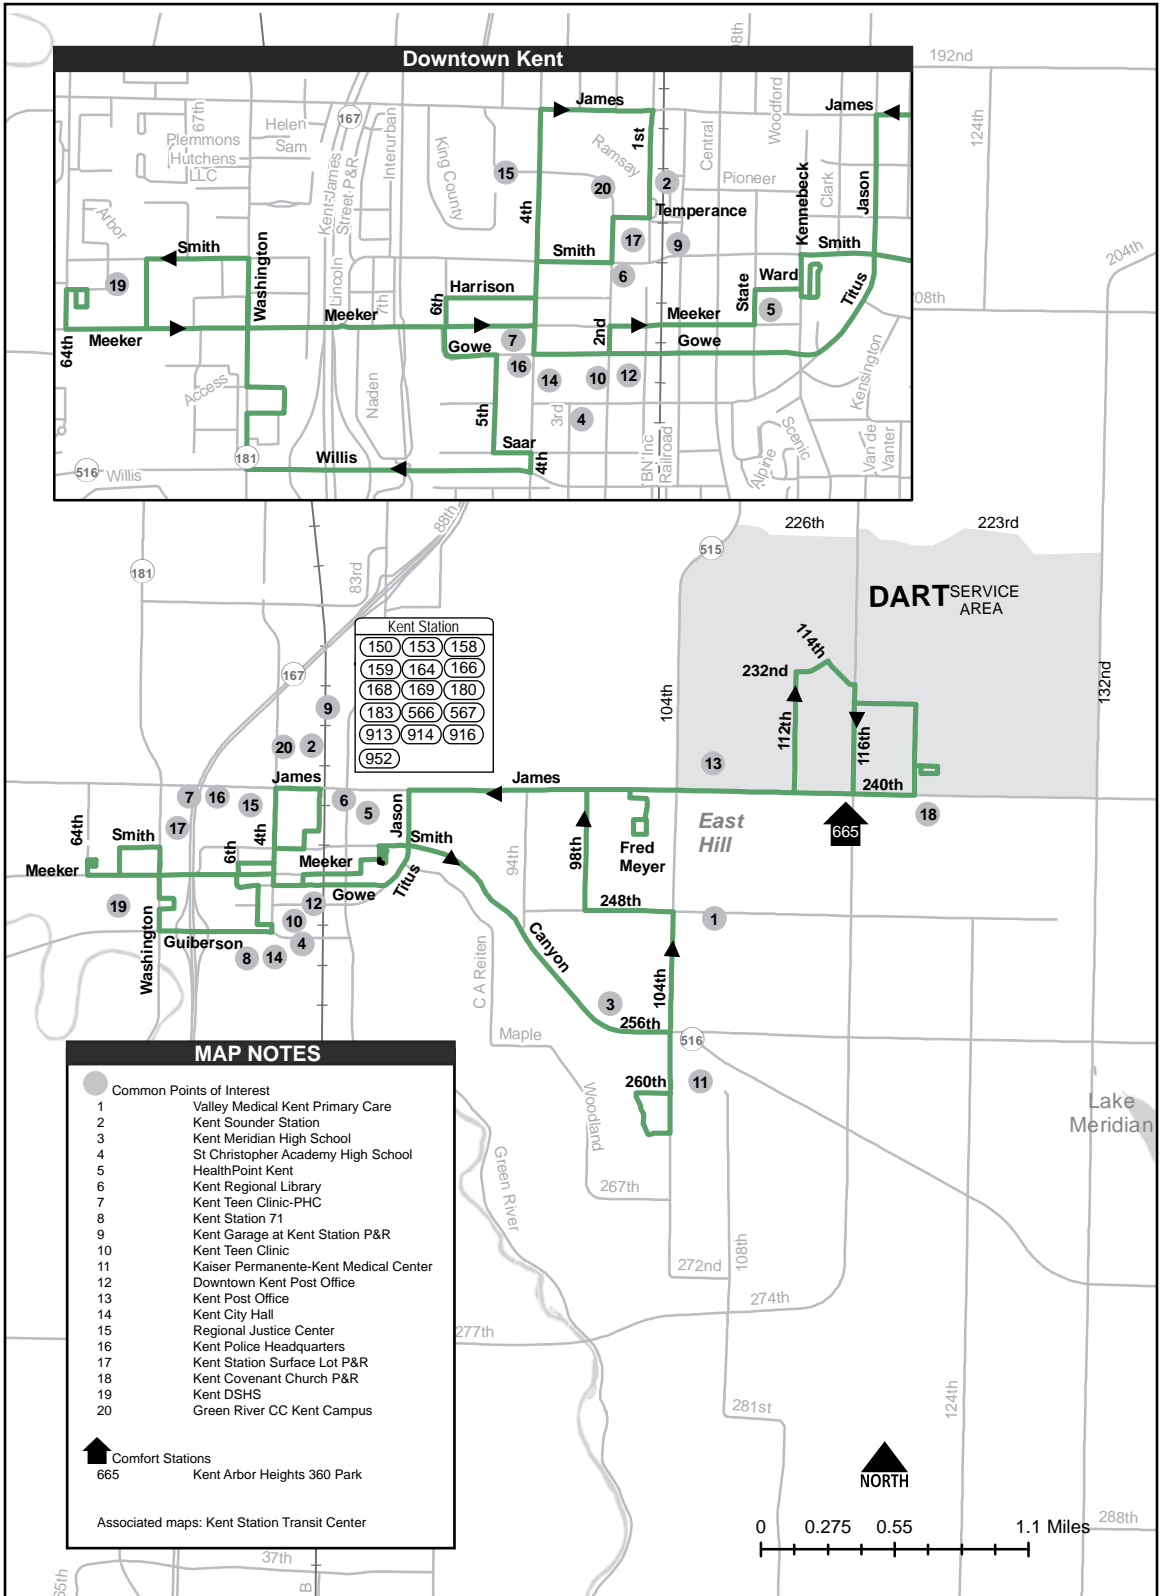 Downtown Kent
192nd
124th
67th
Helen
167
Sam
Plemmons
Hutchens
LLC
Arbor
Kent-James
Street P&R
Interurban
King County
15
James
1st
Ramsay
20
2
Central
Woodford
James
Pioneer
Kennebeck
Clark
Jason
4th
Temperance
17
9
Smith
6
Smith
204th
Smith
19
Washington
Lincoln
7th
6th
Harrison
State
Ward
5
Titus
208th
64th
Meeker
Meeker
Gowe
7
2nd
Meeker
Gowe
16
14
10
12
Access
Naden
5th
3rd
4
Kensington
Scenic
Alpine
Van de
Vanter
Saar
4th
BN Inc
Railroad
516
Willis
181
Willis
88th
226th
223rd
515
181
83rd
DART SERVICE
AREA
Kent Station
150 153 158
159 164 166
168 169 180
183 566 567
913 914 916
952
167
9
20
2
114th
232nd
104th
132nd
112th
116th
13
240th
James
James
7
16
15
6
5
17
64th
Smith
4th
6th
Jason
Smith
Meeker
Meeker
Gowe
Titus
94th
98th
Fred
Meyer
East
Hill
665
18
19
12
10
4
248th
1
Washington
Guiberson
8
14
Canyon
C A Reiten
104th
3
256th
516
Maple
260th
11
Woodland
Lake
Meridian
Green River
267th
108th
272nd
274th
277th
281st
124th
288th
37th
65th
B
MAP NOTES
Common Points of Interest
1 Valley Medical Kent Primary Care
2 Kent Sounder Station
3 Kent Meridian High School
4 St Christopher Academy High School
5 HealthPoint Kent
6 Kent Regional Library
7 Kent Teen Clinic-PHC
8 Kent Station 71
9 Kent Garage at Kent Station P&R
10 Kent Teen Clinic
11 Kaiser Permanente-Kent Medical Center
12 Downtown Kent Post Office
13 Kent Post Office
14 Kent City Hall
15 Regional Justice Center
16 Kent Police Headquarters
17 Kent Station Surface Lot P&R
18 Kent Covenant Church P&R
19 Kent DSHS
20 Green River CC Kent Campus
Comfort Stations
665 Kent Arbor Heights 360 Park
Associated maps: Kent Station Transit Center
NORTH
0 0.275 0.55 1.1 Miles